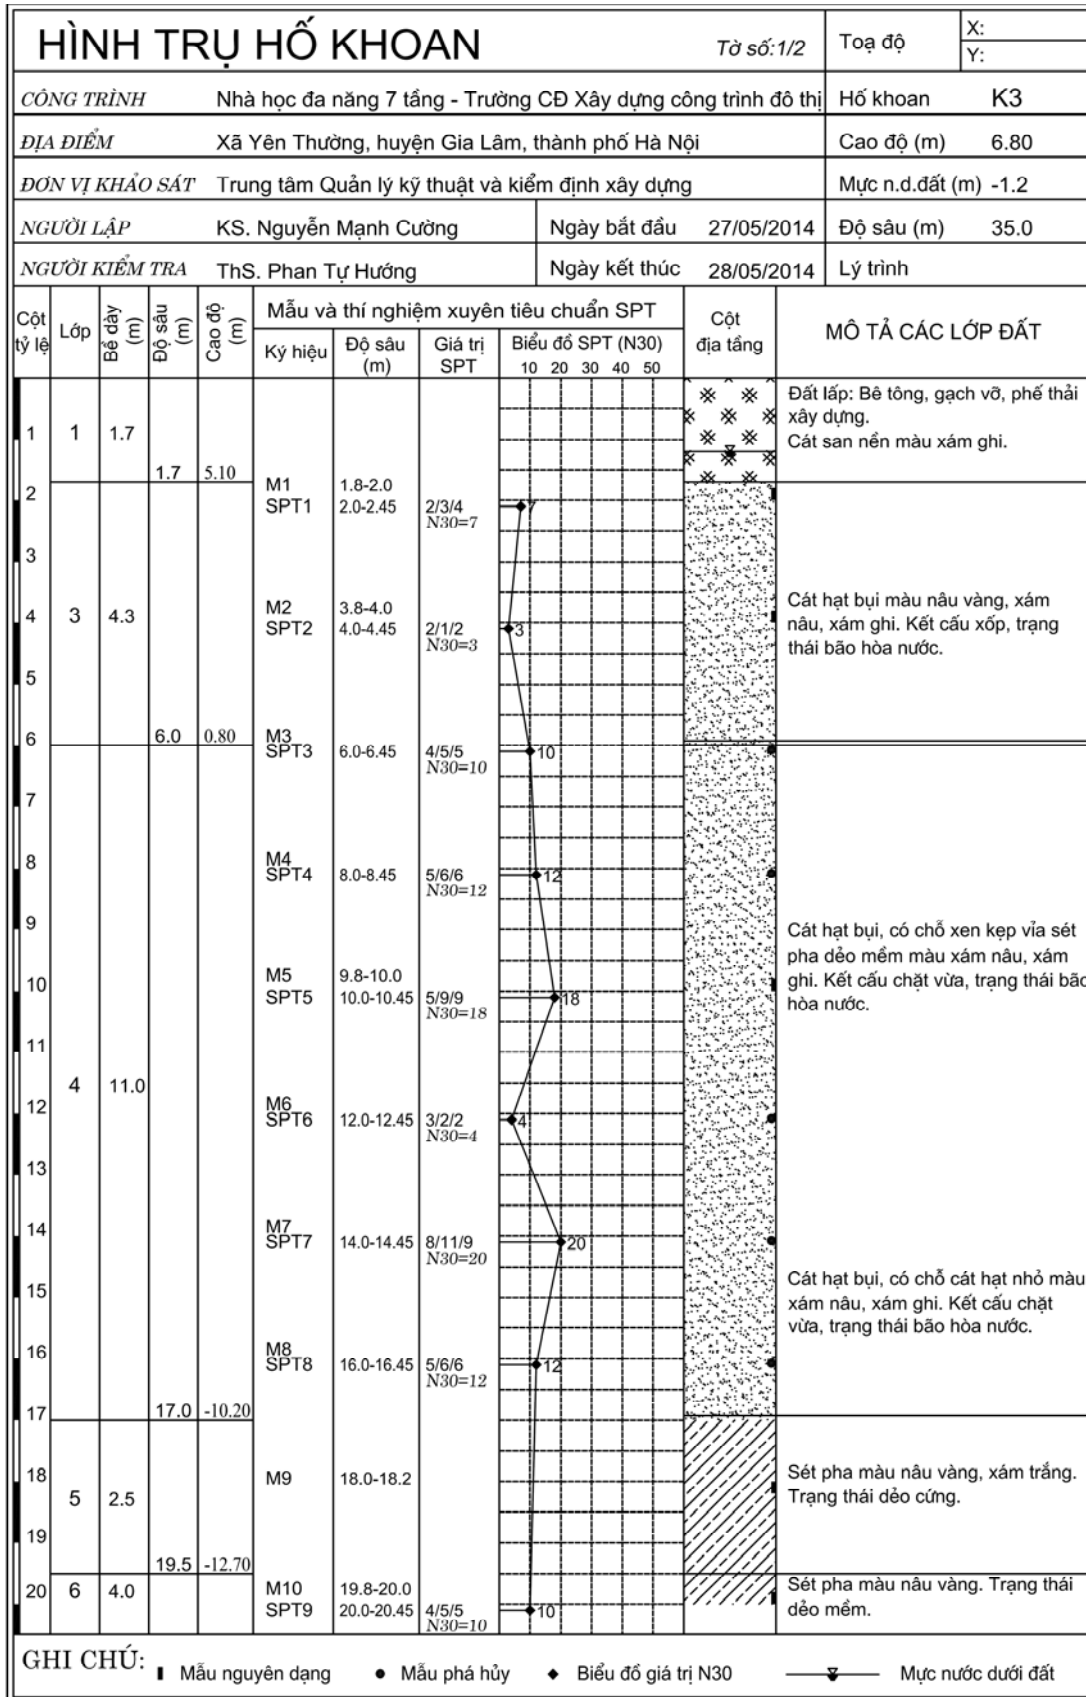 HÌNH TRỤ HỐ KHOAN
Tờ số:1/2
Toạ độ
X:
Y:
CÔNG TRÌNH Nhà học đa năng 7 tầng - Trường CĐ Xây dựng công trình đô thị
Hố khoan K3
ĐỊA ĐIỂM Xã Yên Thường, huyện Gia Lâm, thành phố Hà Nội
Cao độ (m) 6.80
ĐƠN VỊ KHẢO SÁT Trung tâm Quản lý kỹ thuật và kiểm định xây dựng
Mực n.d.đất (m) -1.2
NGƯỜI LẬP KS. Nguyễn Mạnh Cường Ngày bắt đầu 27/05/2014
Độ sâu (m) 35.0
NGƯỜI KIỂM TRA ThS. Phan Tự Hướng Ngày kết thúc 28/05/2014
Lý trình
Cột tỷ lệ
Lớp
Bề dày (m)
Độ sâu (m)
Cao độ (m)
Mẫu và thí nghiệm xuyên tiêu chuẩn SPT
Ký hiệu
Độ sâu (m)
Giá trị SPT
Biểu đồ SPT (N30)
10 20 30 40 50
Cột địa tầng
MÔ TẢ CÁC LỚP ĐẤT
Đất lấp: Bê tông, gạch vỡ, phế thải
xây dựng.
Cát san nền màu xám ghi.
1 1 1.7
1.7 5.10
M1 1.8-2.0
2 SPT1 2.0-2.45 2/3/4 7
N30=7
3
M2 3.8-4.0
4 3 4.3 SPT2 4.0-4.45 2/1/2 3
N30=3
Cát hạt bụi màu nâu vàng, xám
nâu, xám ghi. Kết cấu xốp, trạng
thái bão hòa nước.
5
6 6.0 0.80 M3
SPT3 6.0-6.45 4/5/5 10
N30=10
7
8 M4
SPT4 8.0-8.45 5/6/6 12
N30=12
9
Cát hạt bụi, có chỗ xen kẹp vỉa sét
pha dẻo mềm màu xám nâu, xám
ghi. Kết cấu chặt vừa, trạng thái bão
hòa nước.
M5 9.8-10.0
10 SPT5 10.0-10.45 5/9/9 18
N30=18
11
4 11.0
12 M6
SPT6 12.0-12.45 3/2/2 4
N30=4
13
14 M7
SPT7 14.0-14.45 8/11/9 20
N30=20
15
Cát hạt bụi, có chỗ cát hạt nhỏ màu
xám nâu, xám ghi. Kết cấu chặt
vừa, trạng thái bão hòa nước.
16 M8
SPT8 16.0-16.45 5/6/6 12
N30=12
17 17.0 -10.20
18 M9 18.0-18.2
5 2.5
Sét pha màu nâu vàng, xám trắng.
Trạng thái dẻo cứng.
19
19.5 -12.70
20 6 4.0 M10 19.8-20.0
SPT9 20.0-20.45 4/5/5 10
N30=10
Sét pha màu nâu vàng. Trạng thái
dẻo mềm.
GHI CHÚ: Mẫu nguyên dạng Mẫu phá hủy Biểu đồ giá trị N30 Mực nước dưới đất